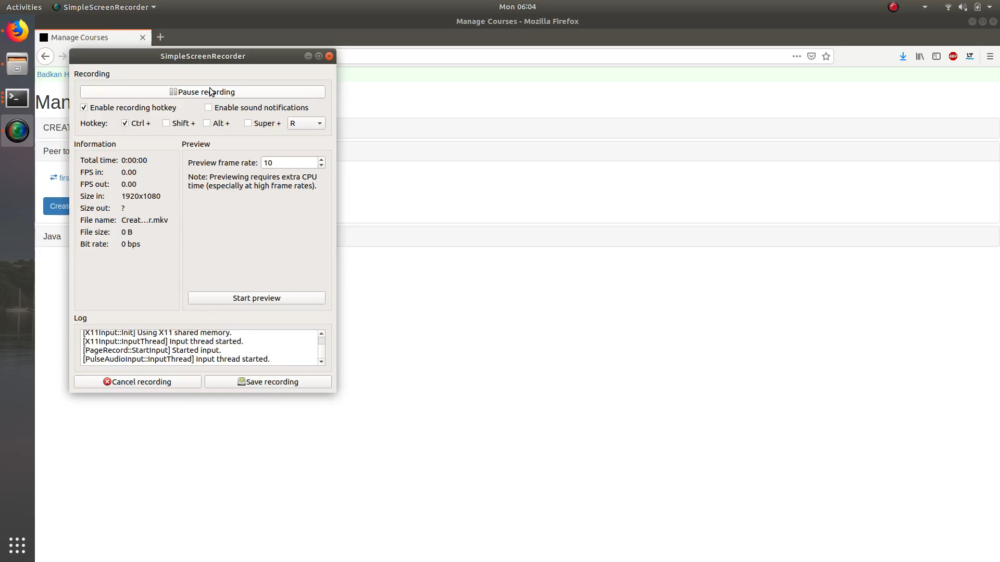 Activities
SimpleScreenRecorder
Mon 06:04
Manage Courses - Mozilla Firefox
Manage Courses
ABP
LT
SimpleScreenRecorder
Badkan H
Recording
Pause recording
Man
Enable recording hotkey
Enable sound notifications
Hotkey:
Ctrl +
Shift +
Alt +
Super +
R
CREAT
Information
Preview
Peer to
Total time: 0:00:00
FPS in: 0.00
FPS out: 0.00
Size in: 1920x1080
Size out: ?
File name: Creat...r.mkv
File size: 0 B
Bit rate: 0 bps
Preview frame rate: 10
Note: Previewing requires extra CPU
time (especially at high frame rates).
firs
Create
Java
Start preview
Log
[X11Input::Init] Using X11 shared memory.
[X11Input::InputThread] Input thread started.
[PageRecord::StartInput] Started input.
[PulseAudioInput::InputThread] Input thread started.
Cancel recording
Save recording